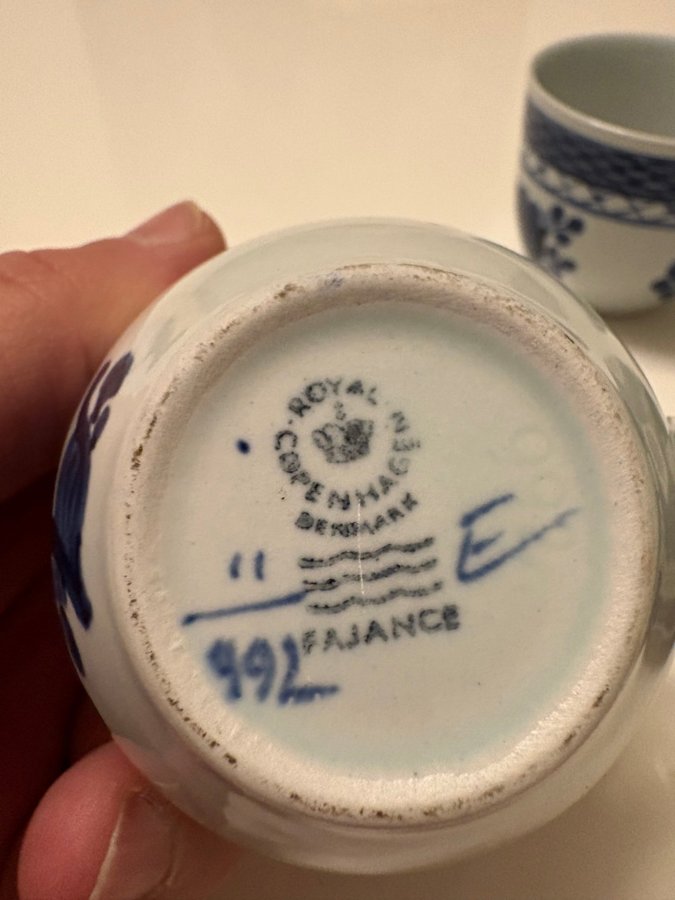 ROYAL
COPENHAGEN
DENMARK
FAJANCE
11
992
E